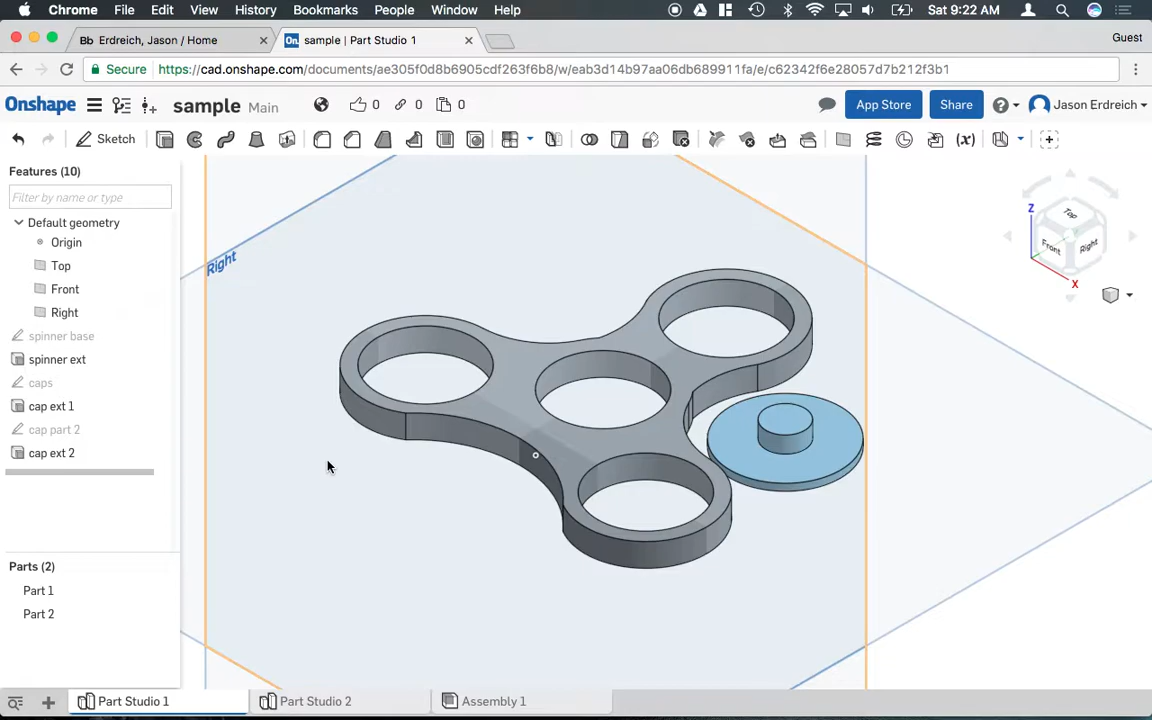 Chrome File Edit View History Bookmarks People Window Help Sat 9:22 AM
Bb Erdreich, Jason / Home On sample | Part Studio 1 Guest
Secure https://cad.onshape.com/documents/ae305f0d8b6905cdf263f6b8/w/eab3d14b97aa06db689911fa/e/c62342f6e28057d7b212f3b1
Onshape sample Main 0 0 0 App Store Share Jason Erdreich
Sketch (x)
Features (10)
Filter by name or type
Default geometry
Origin
Top
Front
Right
spinner base
spinner ext
caps
cap ext 1
cap part 2
cap ext 2
Parts (2)
Part 1
Part 2
Right
Z
Top
Front Right
X
Part Studio 1 Part Studio 2 Assembly 1